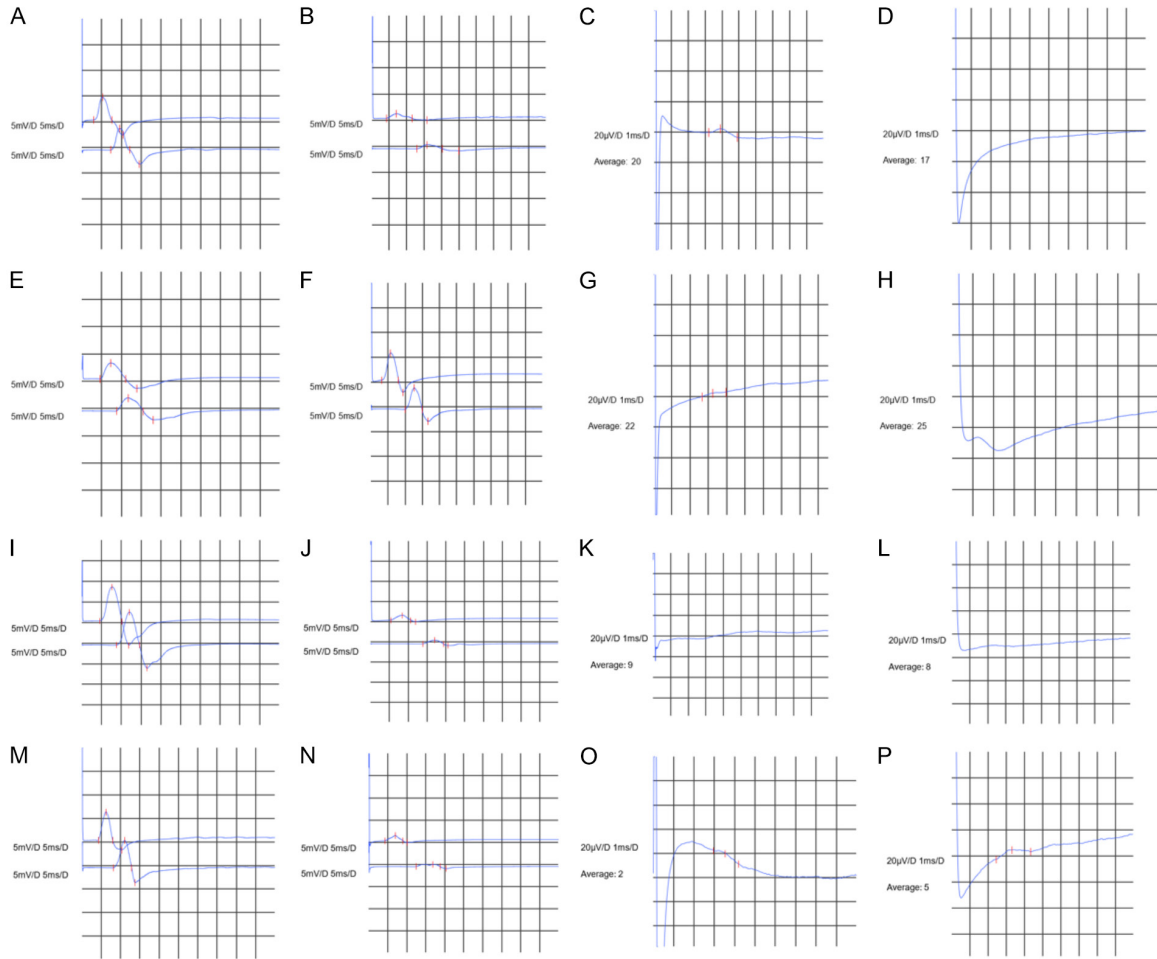 A
5mV/D 5ms/D
5mV/D 5ms/D
B
5mV/D 5ms/D
5mV/D 5ms/D
C
20µV/D 1ms/D
Average: 20
D
20µV/D 1ms/D
Average: 17
E
5mV/D 5ms/D
5mV/D 5ms/D
F
5mV/D 5ms/D
5mV/D 5ms/D
G
20µV/D 1ms/D
Average: 22
H
20µV/D 1ms/D
Average: 25
I
5mV/D 5ms/D
5mV/D 5ms/D
J
5mV/D 5ms/D
5mV/D 5ms/D
K
20µV/D 1ms/D
Average: 9
L
20µV/D 1ms/D
Average: 8
M
5mV/D 5ms/D
5mV/D 5ms/D
N
5mV/D 5ms/D
5mV/D 5ms/D
O
20µV/D 1ms/D
Average: 2
P
20µV/D 1ms/D
Average: 5